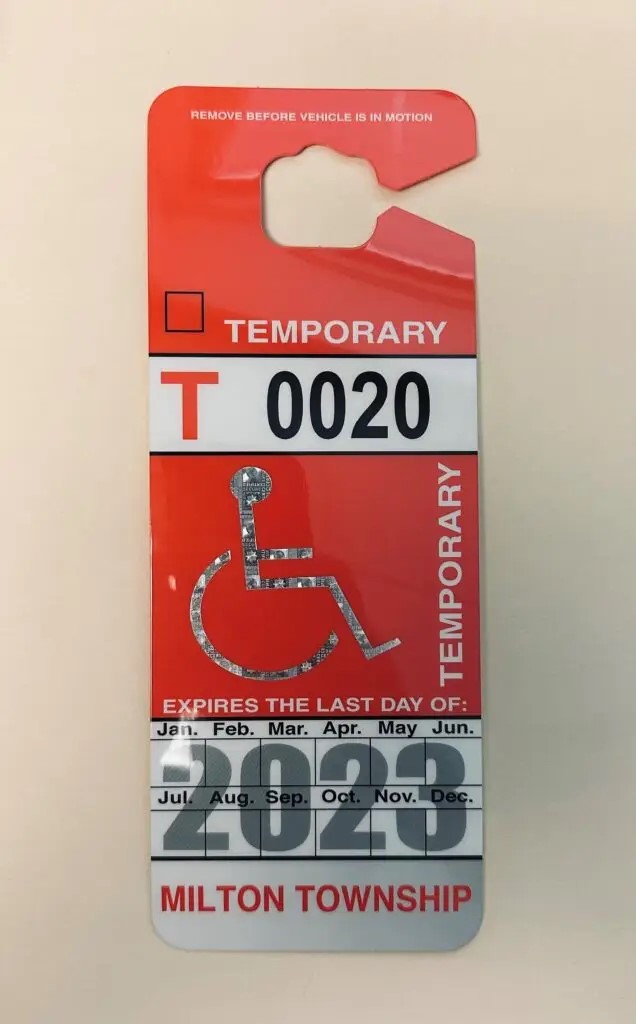 REMOVE BEFORE VEHICLE IS IN MOTION
TEMPORARY
T 0020
TEMPORARY
EXPIRES THE LAST DAY OF:
Jan. Feb. Mar. Apr. May Jun.
2023
Jul. Aug. Sep. Oct. Nov. Dec.
MILTON TOWNSHIP